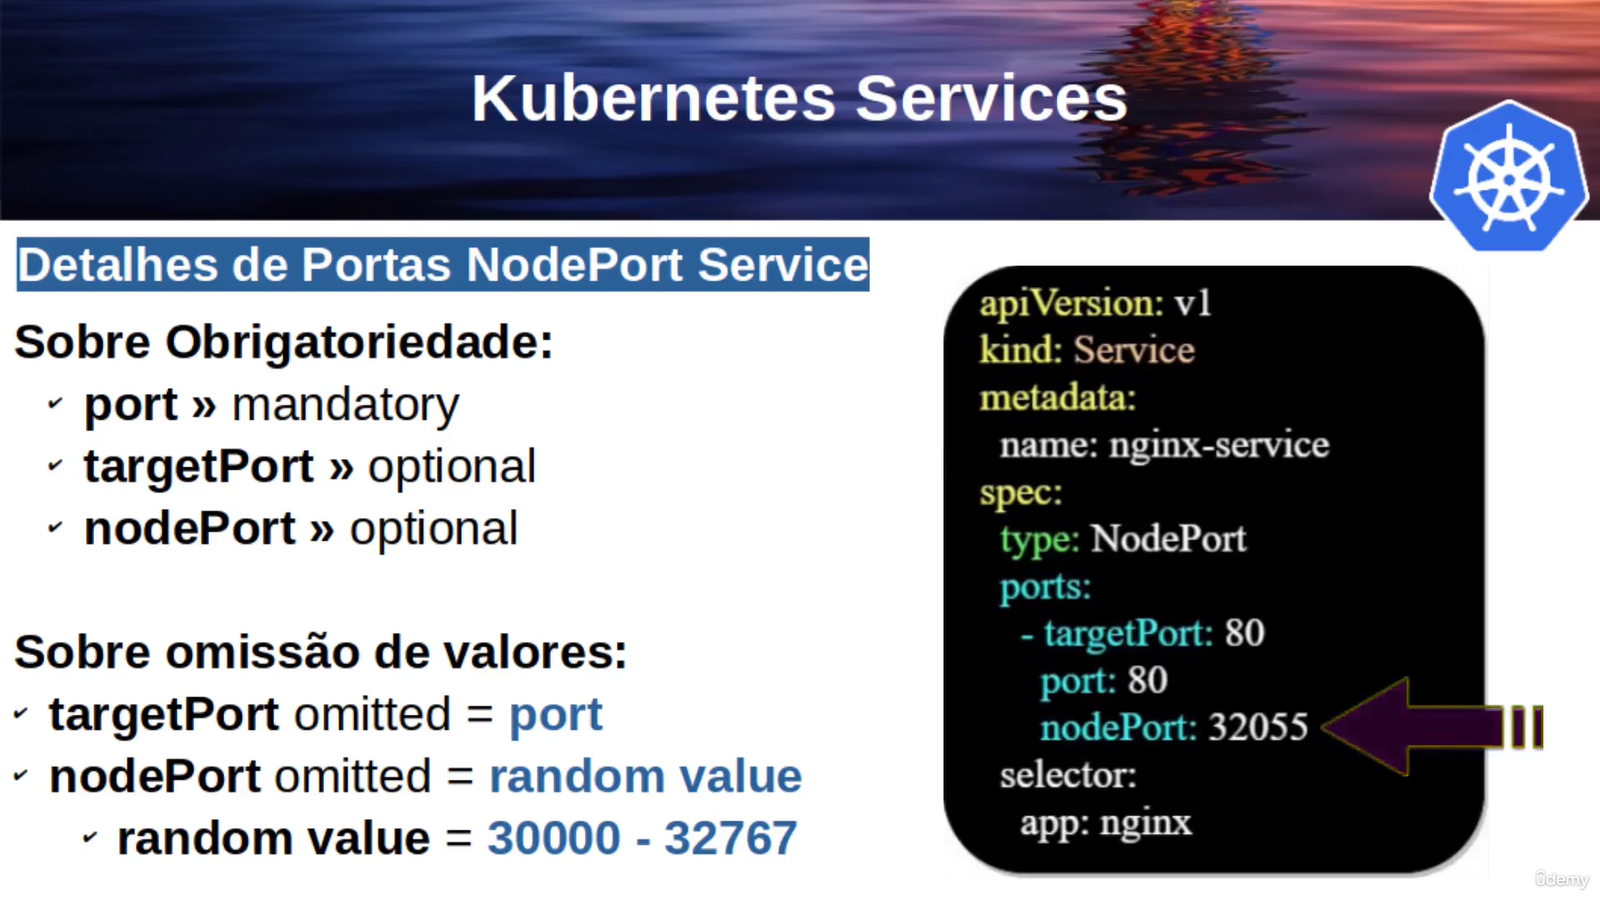 Kubernetes Services
Detalhes de Portas NodePort Service
Sobre Obrigatoriedade:
✔ port » mandatory
✔ targetPort » optional
✔ nodePort » optional
Sobre omissão de valores:
✔ targetPort omitted = port
✔ nodePort omitted = random value
✔ random value = 30000 - 32767
apiVersion: v1
kind: Service
metadata:
  name: nginx-service
spec:
  type: NodePort
  ports:
    - targetPort: 80
      port: 80
      nodePort: 32055
  selector:
    app: nginx
ûdemy